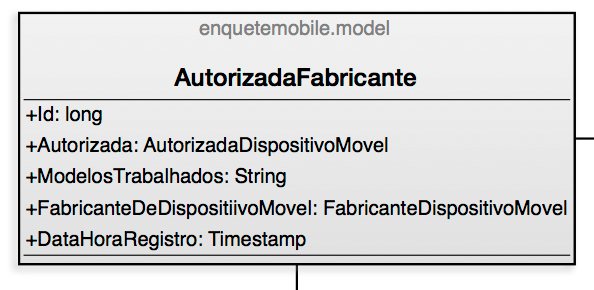 enquetemobile.model
AutorizadaFabricante
+Id: long
+Autorizada: AutorizadaDispositivoMovel
+ModelosTrabalhados: String
+FabricanteDeDispositiivoMovel: FabricanteDispositivoMovel
+DataHoraRegistro: Timestamp